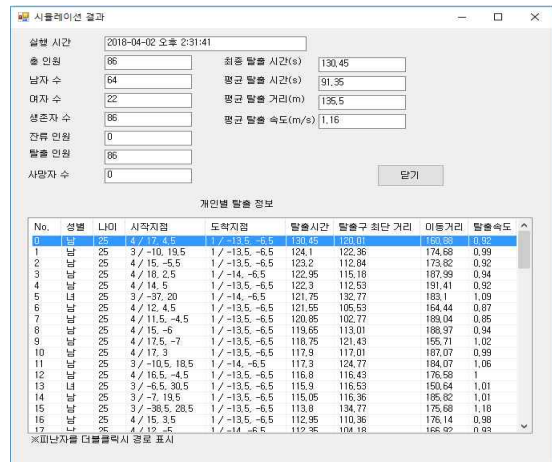 시뮬레이션 결과
실행 시간 2018-04-02 오후 2:31:41
총 인원 86 최종 탈출 시간(s) 130,45
남자 수 64 평균 탈출 시간(s) 91,35
여자 수 22 평균 탈출 거리(m) 135,5
생존자 수 86 평균 탈출 속도(m/s) 1,16
잔류 인원 0
탈출 인원 86
사망자 수 0 닫기
개인별 탈출 정보
No. 성별 나이 시작지점 도착지점 탈출시간 탈출구 최단 거리 이동거리 탈출속도
0 남 25 4 / 17, 4,5 1 / -13,5, -6,5 130,45 120,01 160,88 0,92
1 남 25 3 / -10, 19,5 1 / -13,5, -6,5 124,1 122,36 174,68 0,99
2 남 25 4 / 15, -5,5 1 / -13,5, -6,5 123,2 112,84 173,82 0,92
3 남 25 4 / 18, 2,5 1 / -14, -6,5 122,95 115,18 187,99 0,94
4 남 25 4 / 14, 5 1 / -13,5, -6,5 122,3 112,53 191,41 0,92
5 녀 25 3 / -37, 20 1 / -14, -6,5 121,75 132,77 183,1 1,09
6 남 25 4 / 12, 4,5 1 / -13,5, -6,5 121,55 105,53 164,44 0,87
7 남 25 4 / 11,5, -4,5 1 / -13,5, -6,5 120,85 102,77 189,04 0,85
8 남 25 4 / 15, -6 1 / -13,5, -6,5 119,65 113,01 188,97 0,94
9 남 25 4 / 17,5, -7 1 / -13,5, -6,5 118,75 121,43 155,71 1,02
10 남 25 4 / 17, 3 1 / -13,5, -6,5 117,9 117,01 187,07 0,99
11 남 25 3 / -10,5, 18,5 1 / -14, -6,5 117,3 124,77 184,07 1,06
12 남 25 4 / 16,5, -4,5 1 / -13,5, -6,5 116,8 116,43 176,58 1
13 녀 25 3 / -6,5, 30,5 1 / -13,5, -6,5 115,9 116,53 150,64 1,01
14 남 25 3 / -7, 19,5 1 / -13,5, -6,5 115,05 116,36 185,82 1,01
15 남 25 3 / -38,5, 28,5 1 / -13,5, -6,5 113,8 134,77 175,68 1,18
16 남 25 4 / 15, 3,5 1 / -13,5, -6,5 112,95 110,36 176,14 0,98
17 남 25 4 / 12, -5 1 / -14, -6,5 112,35 104,18 166,92 0,93
※피난자를 더블클릭시 경로 표시